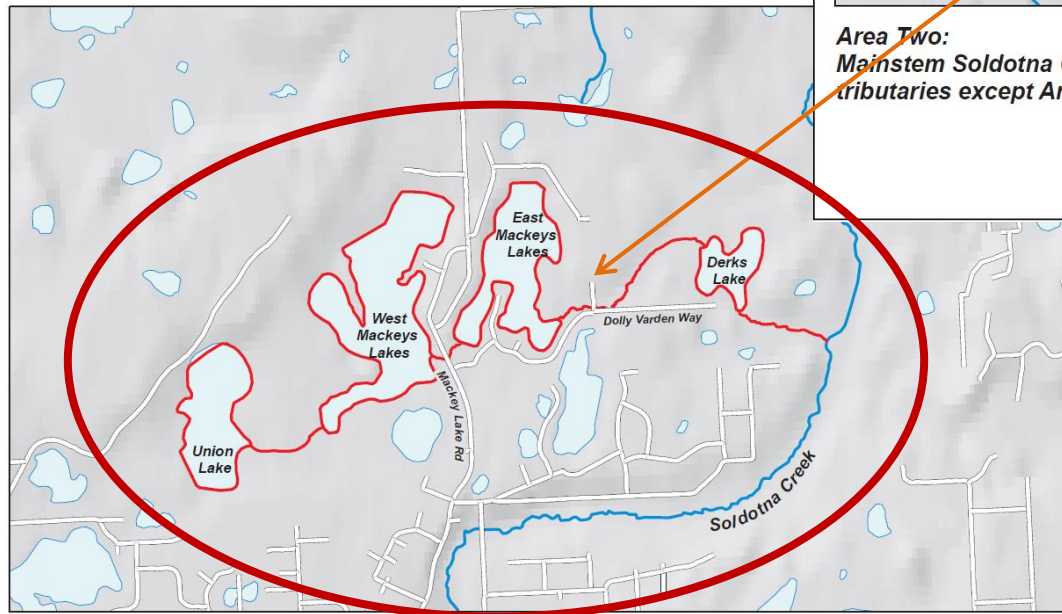 Area Two:
Mainstem Soldotna
tributaries except
East
Mackeys
Lakes
Derks
Lake
West
Mackeys
Lakes
Dolly Varden Way
Mackey Lake Rd
Union
Lake
Soldotna Creek